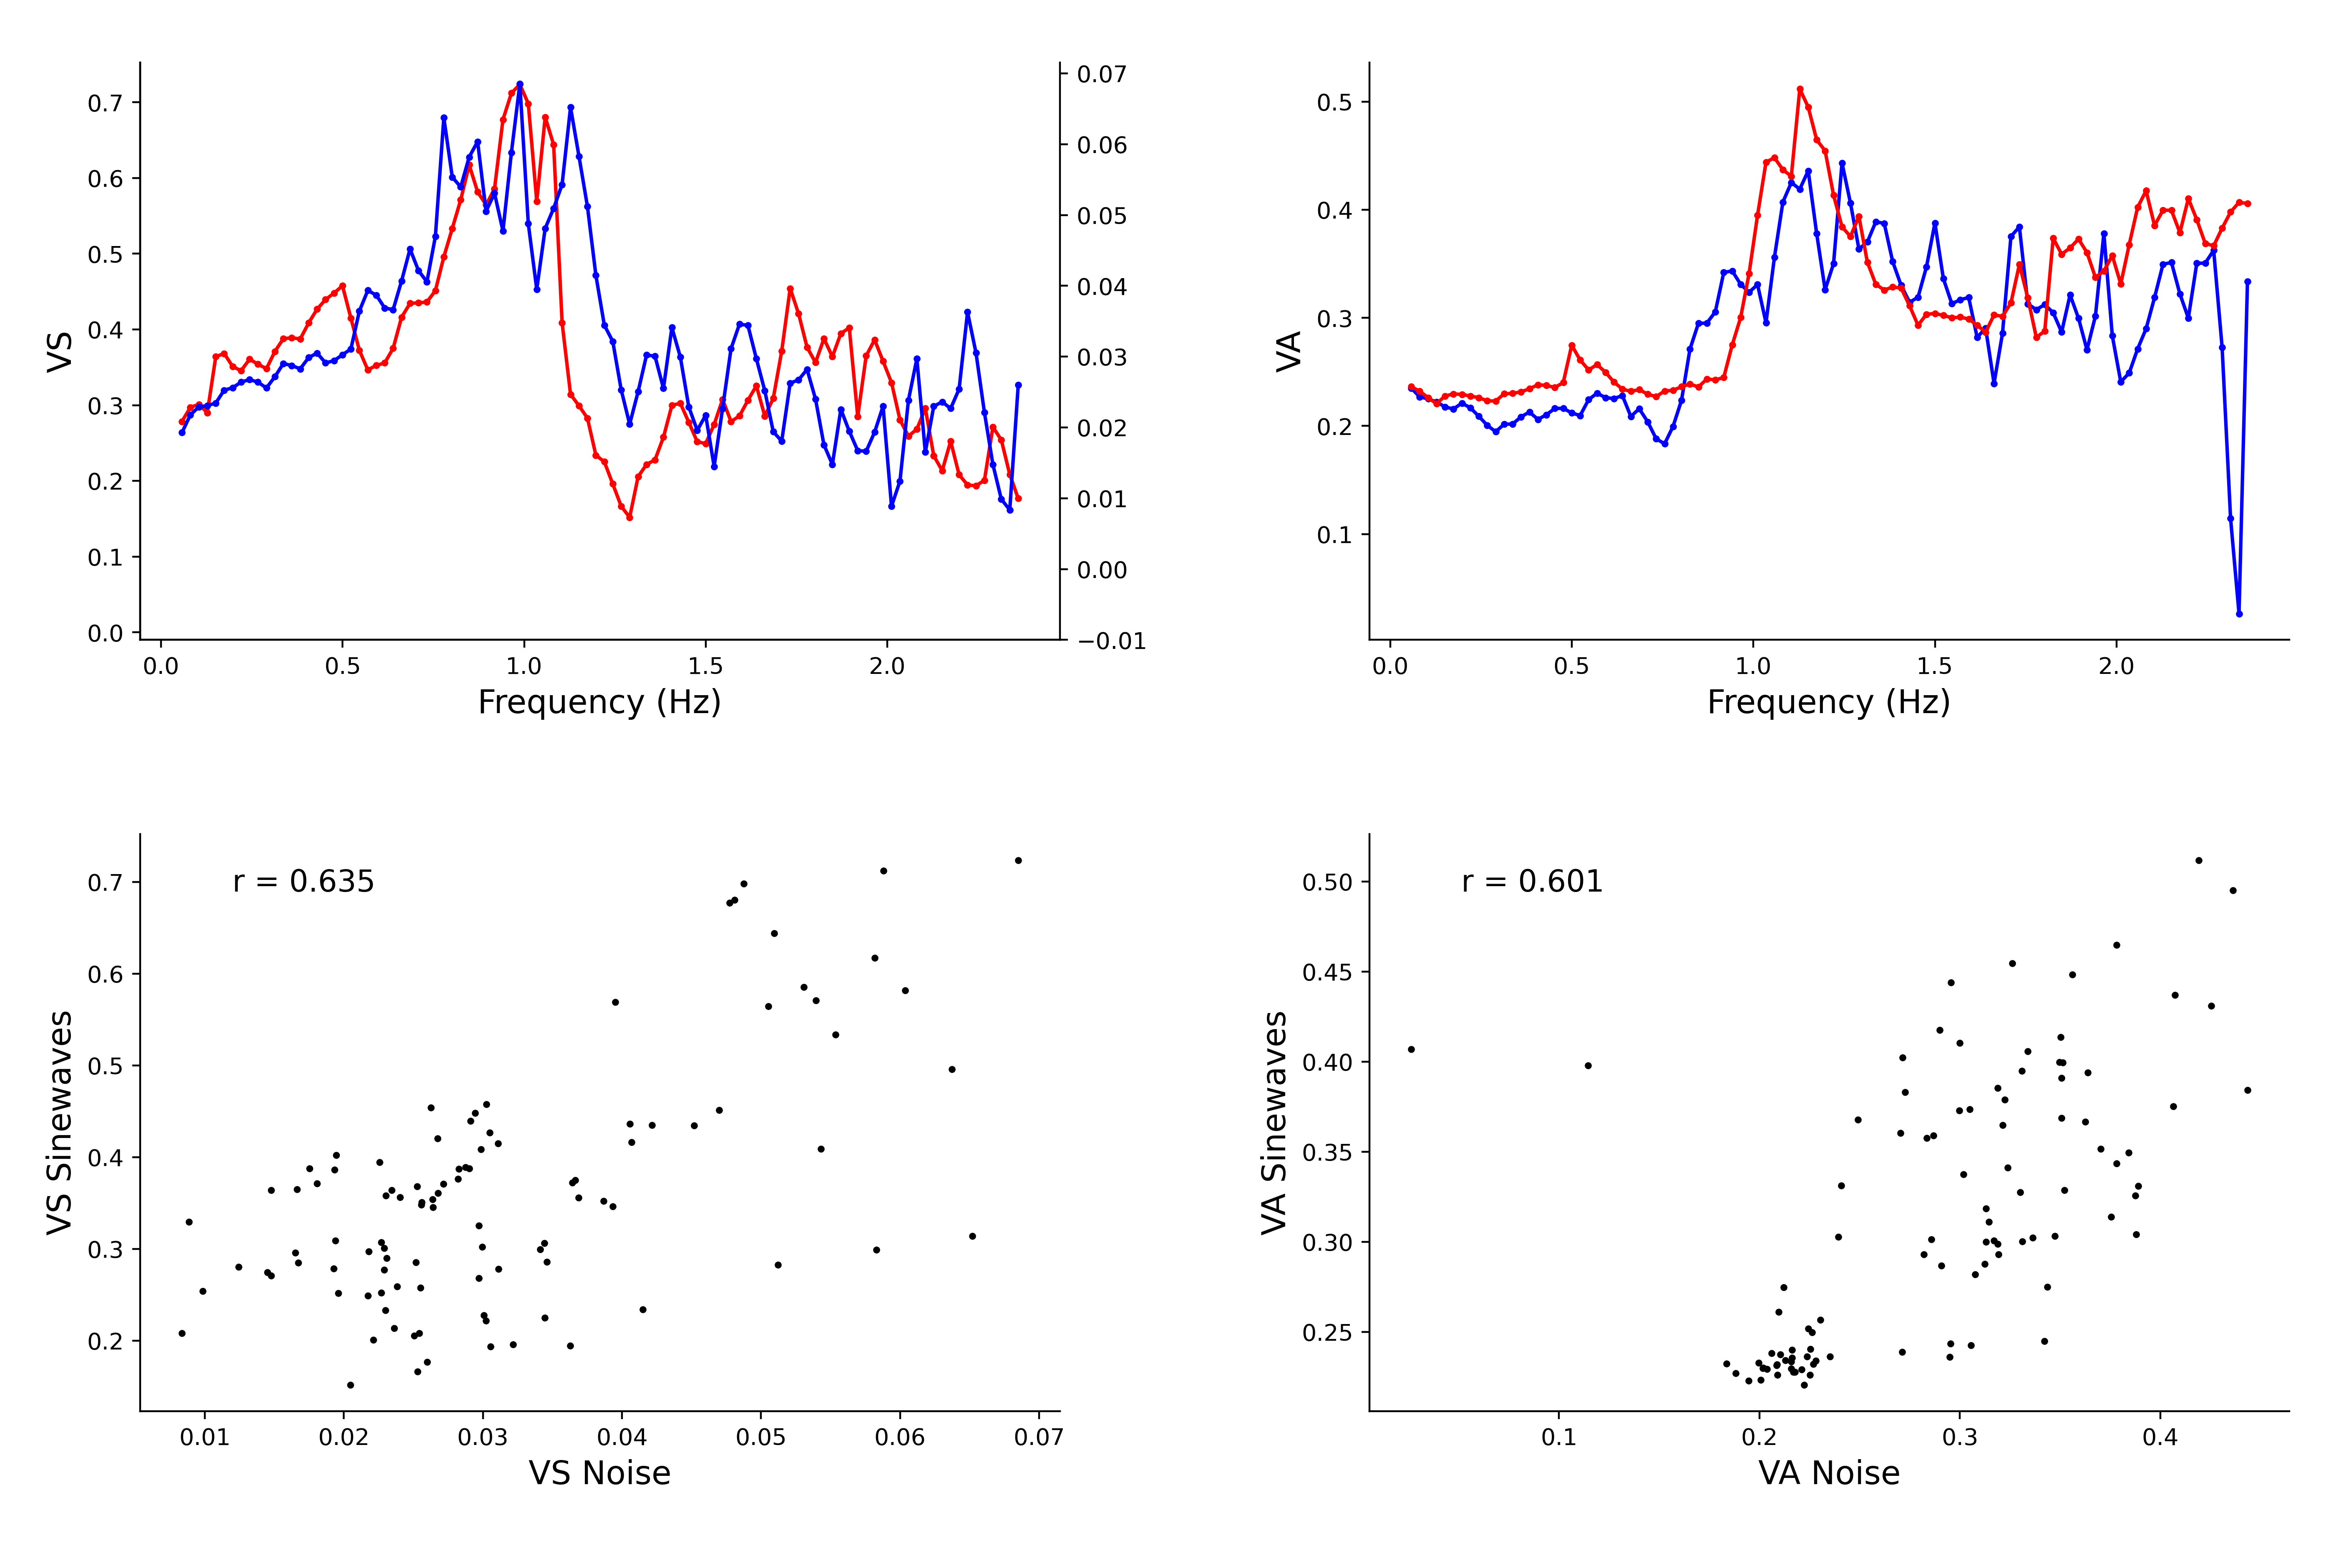 0.7
0.6
0.5
0.4
0.3
0.2
0.1
0.0
VS
0.07
0.06
0.05
0.04
0.03
0.02
0.01
0.00
−0.01
0.0 0.5 1.0 1.5 2.0
Frequency (Hz)
0.5
0.4
0.3
0.2
0.1
VA
0.0 0.5 1.0 1.5 2.0
Frequency (Hz)
r = 0.635
0.7
0.6
0.5
0.4
0.3
0.2
VS Sinewaves
0.01 0.02 0.03 0.04 0.05 0.06 0.07
VS Noise
r = 0.601
0.50
0.45
0.40
0.35
0.30
0.25
VA Sinewaves
0.1 0.2 0.3 0.4
VA Noise